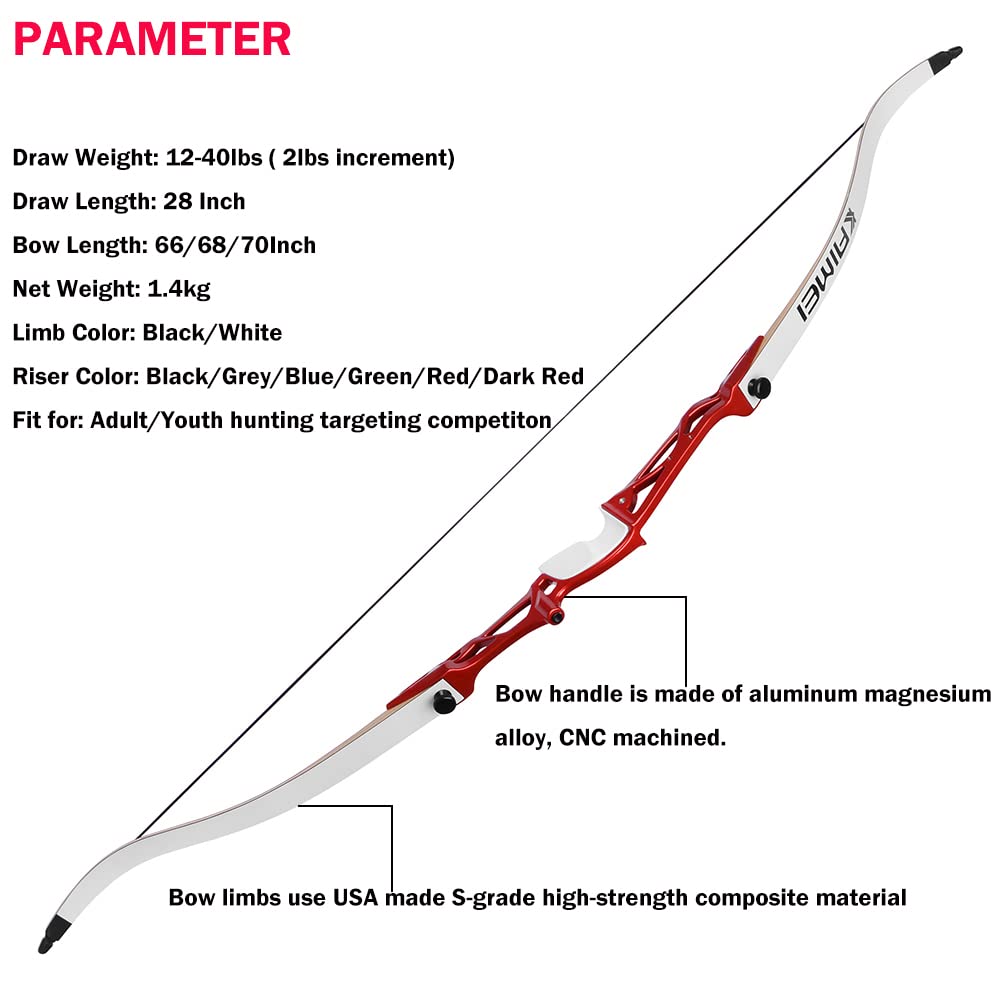 PARAMETER
Draw Weight: 12-40lbs ( 2lbs increment)
Draw Length: 28 Inch
Bow Length: 66/68/70Inch
Net Weight: 1.4kg
Limb Color: Black/White
Riser Color: Black/Grey/Blue/Green/Red/Dark Red
Fit for: Adult/Youth hunting targeting competiton
KAIMEI
Bow handle is made of aluminum magnesium
alloy, CNC machined.
Bow limbs use USA made S-grade high-strength composite material